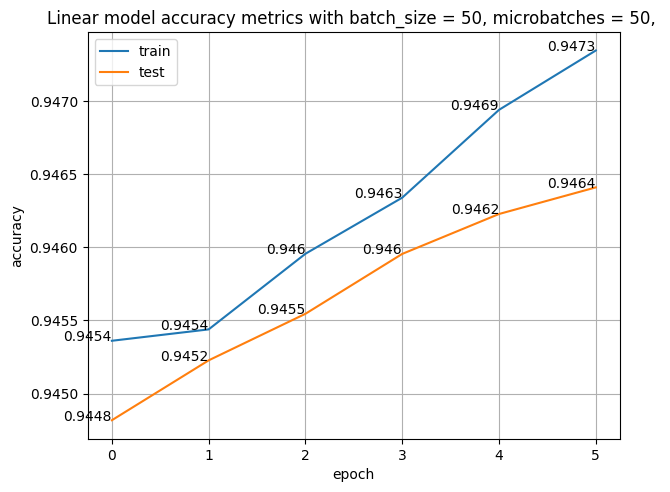 Linear model accuracy metrics with batch_size = 50, microbatches = 50,
train
test
0.9473
0.9469
0.9463
0.946
0.9454
0.9454
0.9464
0.9462
0.946
0.9455
0.9452
0.9448
accuracy
0.9470
0.9465
0.9460
0.9455
0.9450
0 1 2 3 4 5
epoch